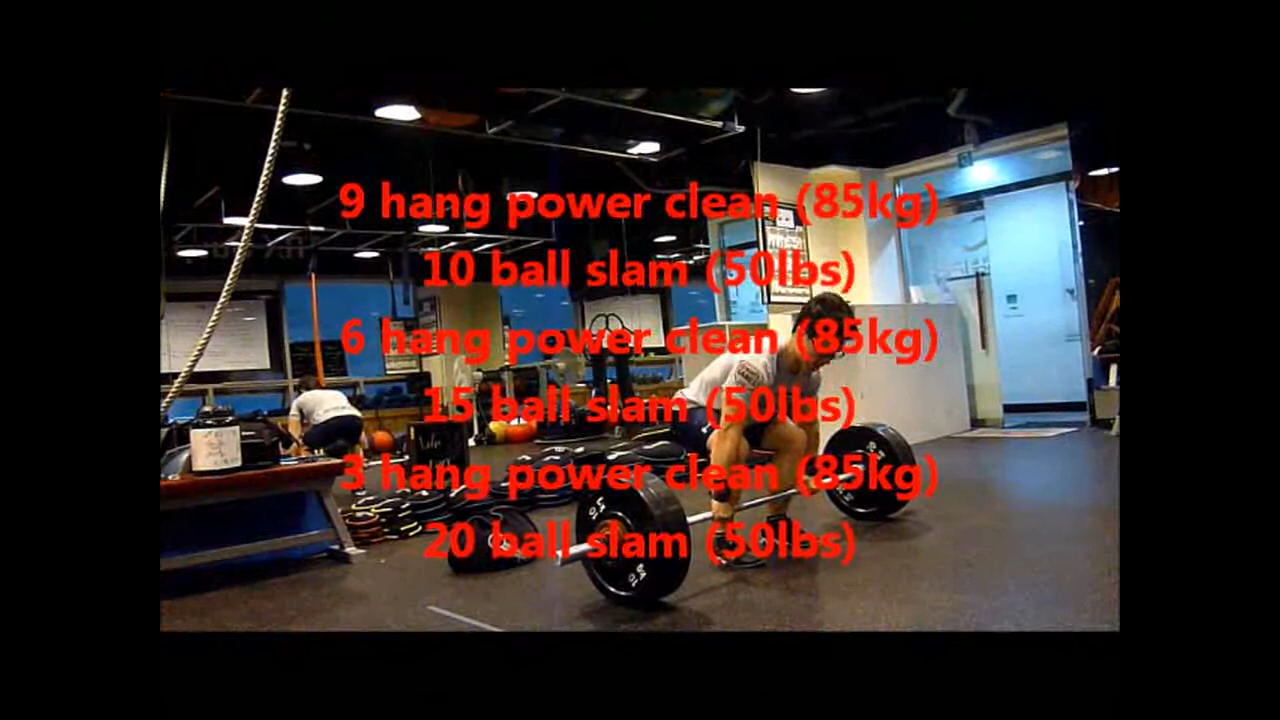 9 hang power clean (85kg)
10 ball slam (50lbs)
6 hang power clean (85kg)
15 ball slam (50lbs)
3 hang power clean (85kg)
20 ball slam (50lbs)